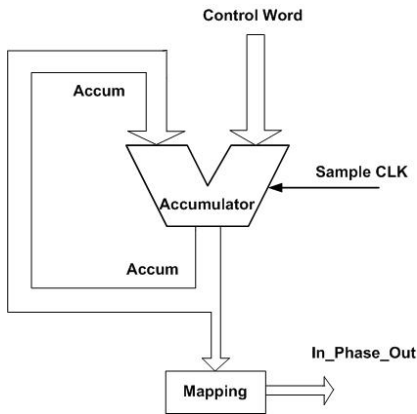 Control Word
Accum
Sample CLK
Accumulator
Accum
In_Phase_Out
Mapping